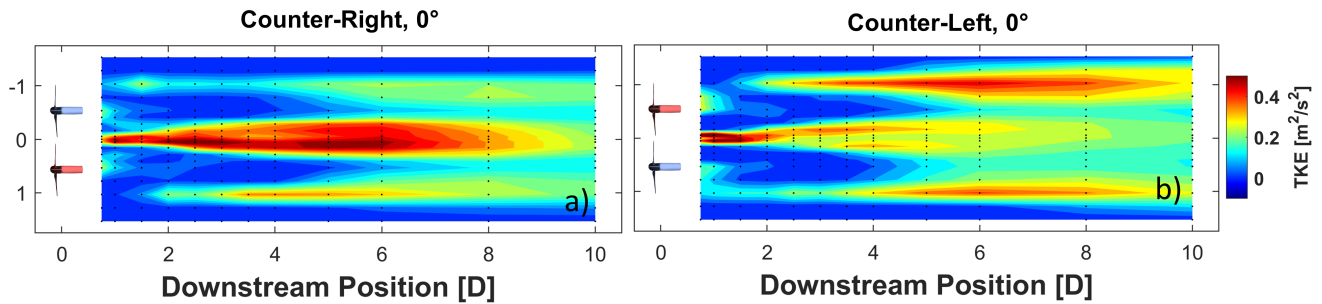 Counter-Right, 0°
Counter-Left, 0°
-1
0
1
a)
b)
0.4
0.2
0
TKE [m²/s²]
0 2 4 6 8 10
0 2 4 6 8 10
Downstream Position [D]
Downstream Position [D]